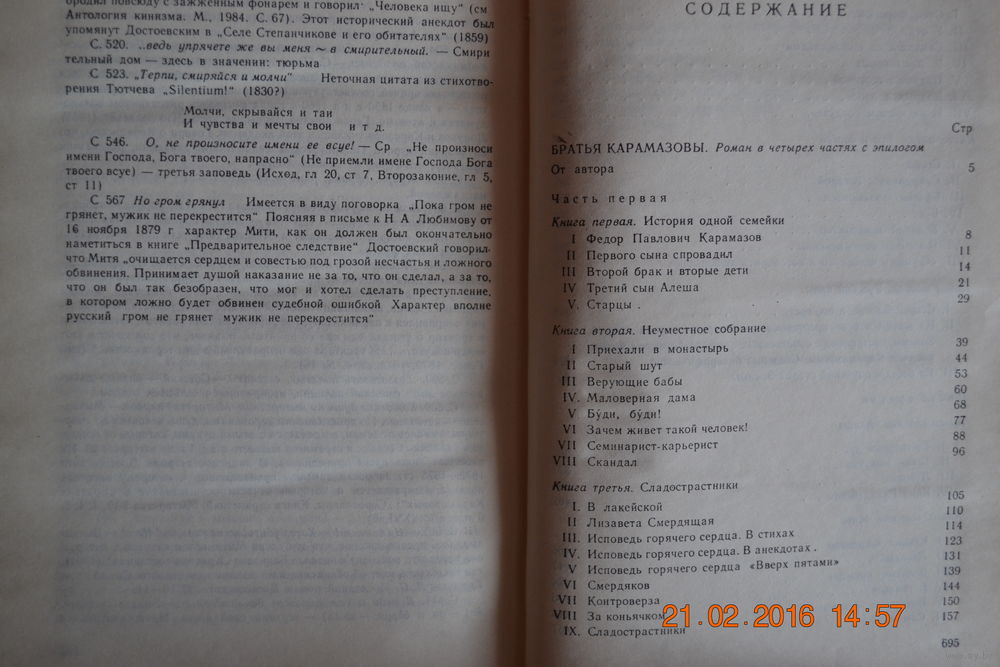 бродил повсюду с зажженным фонарем и говорил· „Человека ищу“ (см
Антология кинизма. М., 1984. С. 67). Этот исторический анекдот был
упомянут Достоевским в „Селе Степанчикове и его обитателях“ (1859)
С. 520. ..ведь упрячете же вы меня ~ в смирительный. — Смири
тельный дом — здесь в значении: тюрьма
С 523. „Терпи, смиряйся и молчи“ Неточная цитата из стихотво-
рения Тютчева „Silentium!“ (1830?)
Молчи, скрывайся и таи
И чувства и мечты свои и т д.
С 546. О, не произносите имени ее всуе! — Ср „Не произноси
имени Господа, Бога твоего, напрасно“ (Не приемли имене Господа Бога
твоего всуе) — третья заповедь (Исход, гл 20, ст 7, Второзаконие, гл 5,
ст 11)
С 567 Но гром грянул Имеется в виду поговорка „Пока гром не
грянет, мужик не перекрестится“ Поясняя в письме к Н А Любимову от
16 ноября 1879 г характер Мити, как он должен был окончательно
наметиться в книге „Предварительное следствие“ Достоевский говорил·
что Митя „очищается сердцем и совестью под грозой несчастья и ложного
обвинения. Принимает душой наказание не за то, что он сделал, а за то,
что он был так безобразен, что мог и хотел сделать преступление,
в котором ложно будет обвинен судебной ошибкой Характер вполне
русский гром не грянет мужик не перекрестится“
СОДЕРЖАНИЕ
Стр
БРАТЬЯ КАРАМАЗОВЫ. Роман в четырех частях с эпилогом
От автора 5
Часть первая
Книга первая. История одной семейки
I Федор Павлович Карамазов 8
II Первого сына спровадил 11
III Второй брак и вторые дети 14
IV Третий сын Алеша 21
V. Старцы . 29
Книга вторая. Неуместное собрание
I Приехали в монастырь 39
II Старый шут 44
III Верующие бабы 53
IV. Маловерная дама 60
V Бу́ди, бу́ди! 68
VI Зачем живет такой человек! 77
VII Семинарист-карьерист 88
VIII Скандал 96
Книга третья. Сладострастники
I. В лакейской 105
II Лизавета Смердящая 110
III. Исповедь горячего сердца. В стихах 114
IV. Исповедь горячего сердца. В анекдотах . 123
V Исповедь горячего сердца «Вверх пятами» 131
VI Смердяков 139
VII Контроверза 144
VIII За коньячком 150
IX. Сладострастники 157
695
21.02.2016 14:57